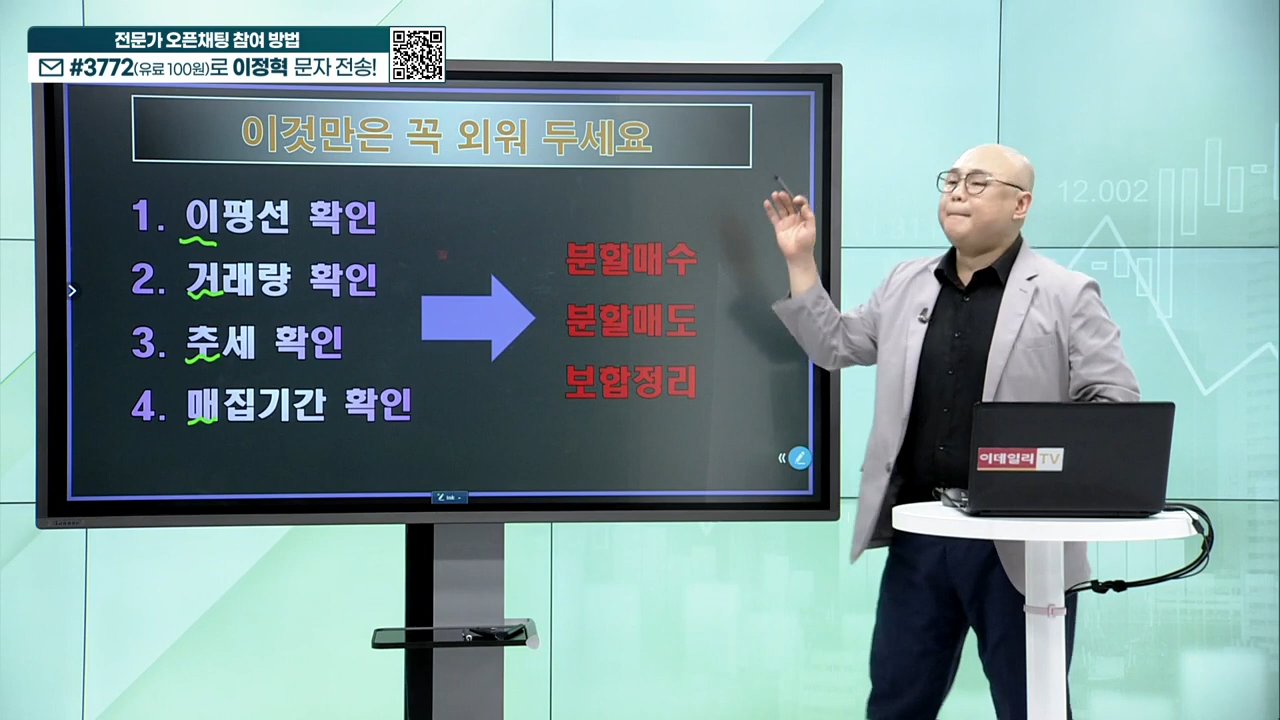 전문가 오픈채팅 참여 방법
#3772(유료 100원)로 이정혁 문자 전송!
이것만은 꼭 외워 두세요
1. 이평선 확인
2. 거래량 확인
3. 추세 확인
4. 매집기간 확인
분할매수
분할매도
보합정리
12.002
이데일리TV